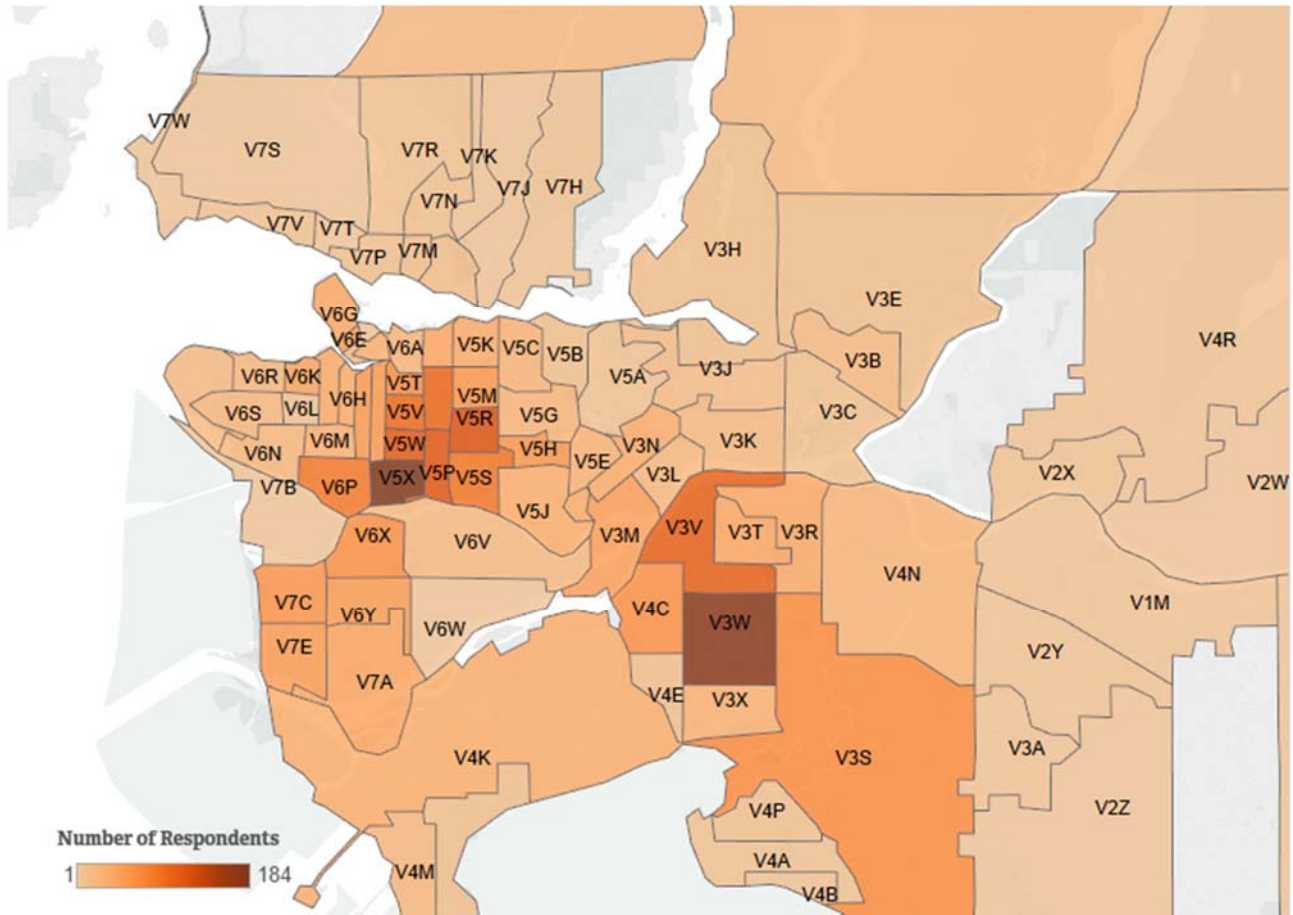 V7W
V7S
V7R
V7K
V7N
V7J
V7H
V7V
V7T
V7P
V7M
V3H
V3E
V4R
V6G
V6E
V6A
V5K
V5C
V5B
V5A
V3J
V3B
V3C
V6R
V6K
V6H
V5T
V5M
V6S
V6L
V5V
V5R
V5G
V6N
V6M
V5W
V5H
V5E
V3N
V3K
V7B
V6P
V5X
V5P
V5S
V3L
V2X
V2W
V6X
V6V
V5J
V3M
V3V
V3T
V3R
V4N
V7C
V6Y
V6W
V4C
V3W
V1M
V7E
V7A
V4E
V3X
V2Y
V4K
V3S
V3A
V4P
V2Z
V4M
V4A
V4B
Number of Respondents
1 184